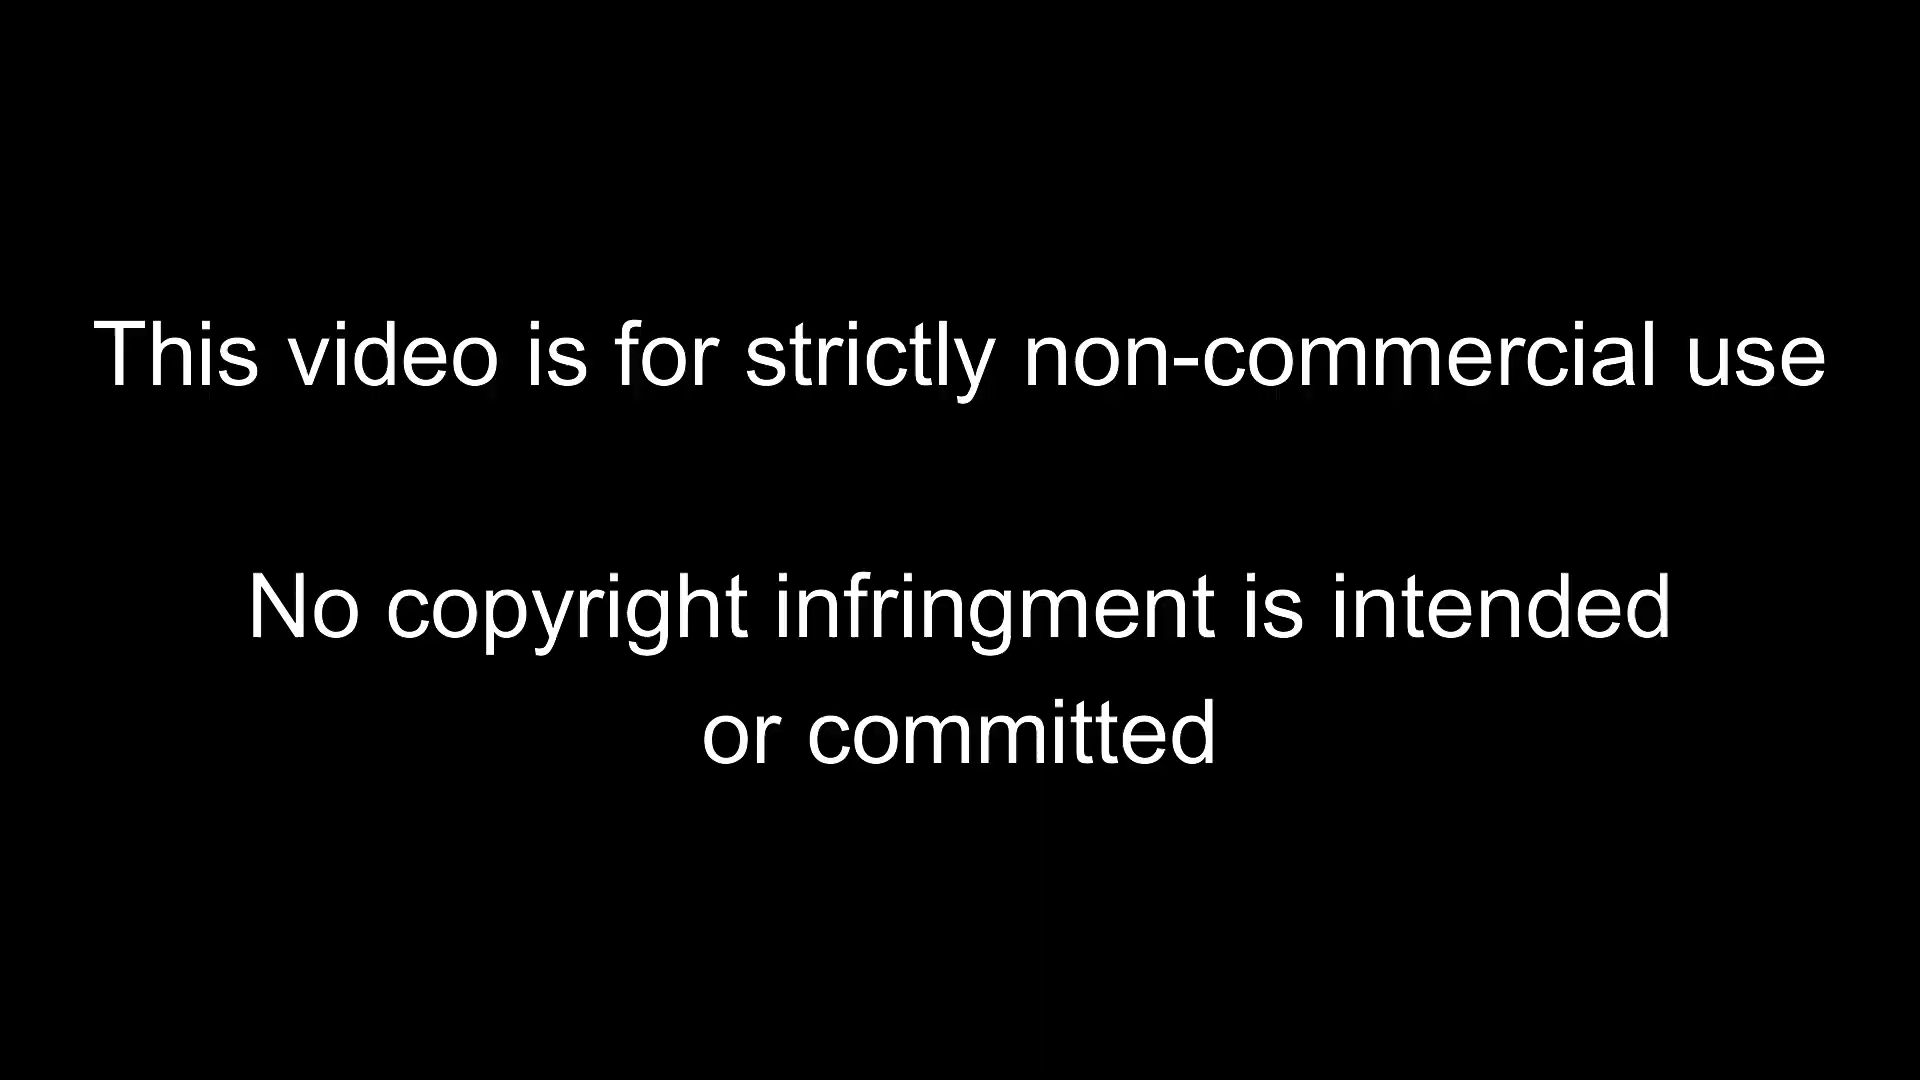 This video is for strictly non-commercial use
No copyright infringment is intended
or committed